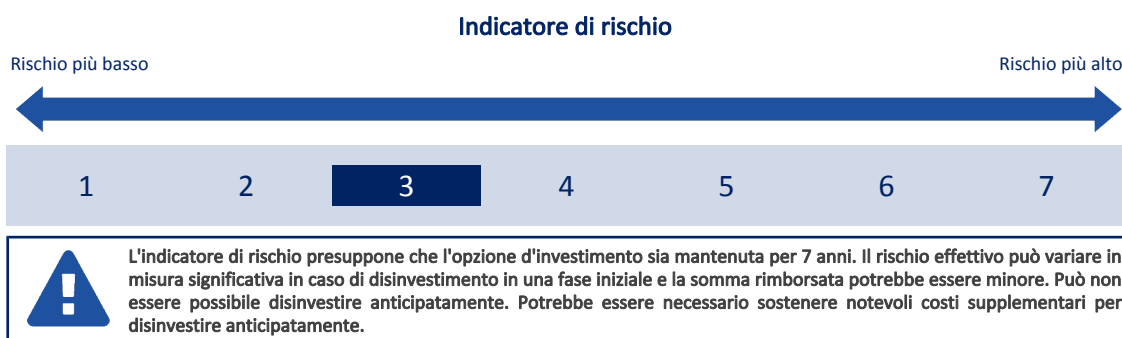 Indicatore di rischio
Rischio più basso Rischio più alto
1 2 3 4 5 6 7
L'indicatore di rischio presuppone che l'opzione d'investimento sia mantenuta per 7 anni. Il rischio effettivo può variare in
misura significativa in caso di disinvestimento in una fase iniziale e la somma rimborsata potrebbe essere minore. Può non
essere possibile disinvestire anticipatamente. Potrebbe essere necessario sostenere notevoli costi supplementari per
disinvestire anticipatamente.